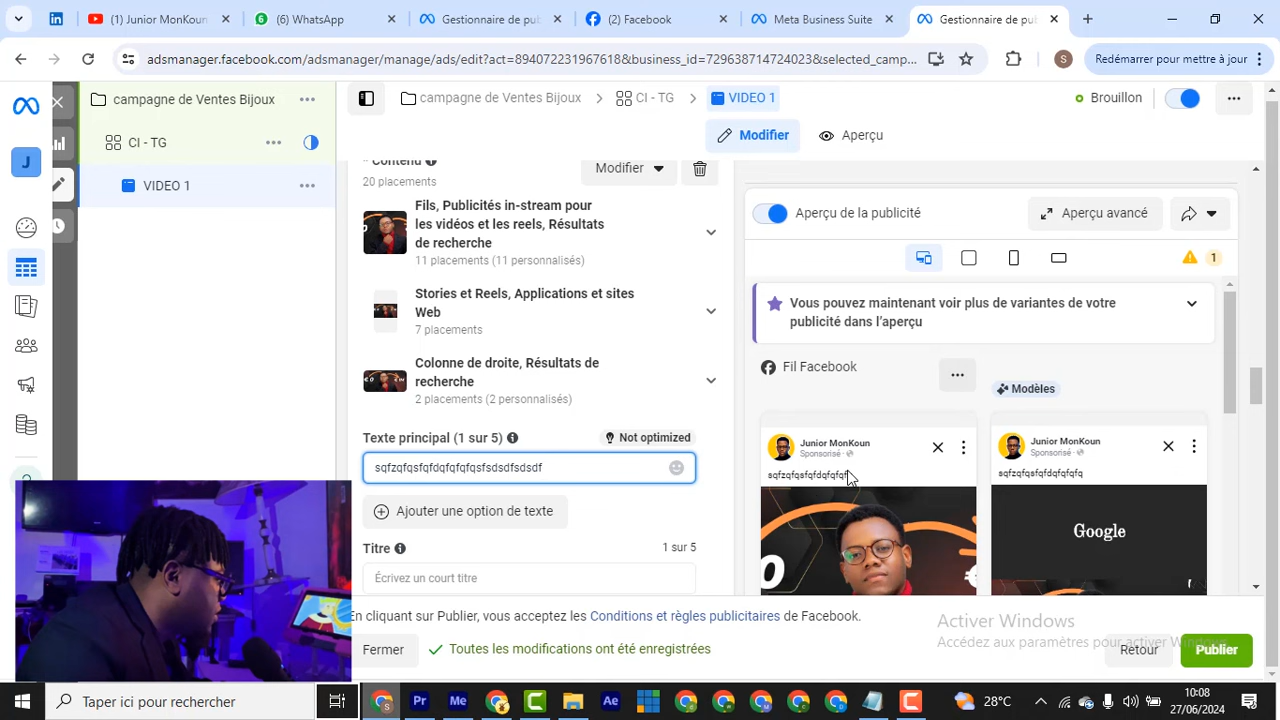 (1) Junior MonKoun
(6) WhatsApp
Gestionnaire de pub
(2) Facebook
Meta Business Suite
Gestionnaire de pub
adsmanager.facebook.com/adsmanager/manage/ads/edit?act=894072231967618&business_id=729638714724023&selected_camp...
S
Redémarrer pour mettre à jour
campagne de Ventes Bijoux
CI - TG
VIDEO 1
J
campagne de Ventes Bijoux
CI - TG
VIDEO 1
Brouillon
Modifier
Aperçu
* Contenu
20 placements
Modifier
Fils, Publicités in-stream pour
les vidéos et les reels, Résultats
de recherche
11 placements (11 personnalisés)
Stories et Reels, Applications et sites
Web
7 placements
Colonne de droite, Résultats de
recherche
2 placements (2 personnalisés)
Texte principal (1 sur 5)
Not optimized
sqfzqfqsfqfdqfqfqfqsfsdsdfsdsdf
Ajouter une option de texte
Titre
1 sur 5
Écrivez un court titre
Aperçu de la publicité
Aperçu avancé
1
Vous pouvez maintenant voir plus de variantes de votre
publicité dans l'aperçu
Fil Facebook
Modèles
Junior MonKoun
Sponsorisé ·
sqfzqfqsfqfdqfqfqf
Junior MonKoun
Sponsorisé ·
sqfzqfqsfqfdqfqfqfq
Google
En cliquant sur Publier, vous acceptez les Conditions et règles publicitaires de Facebook.
Fermer
Toutes les modifications ont été enregistrées
Retour
Publier
Activer Windows
Accédez aux paramètres pour activer Windows.
Taper ici pour rechercher
Pr
Me
Ae
28°C
10:08
27/06/2024